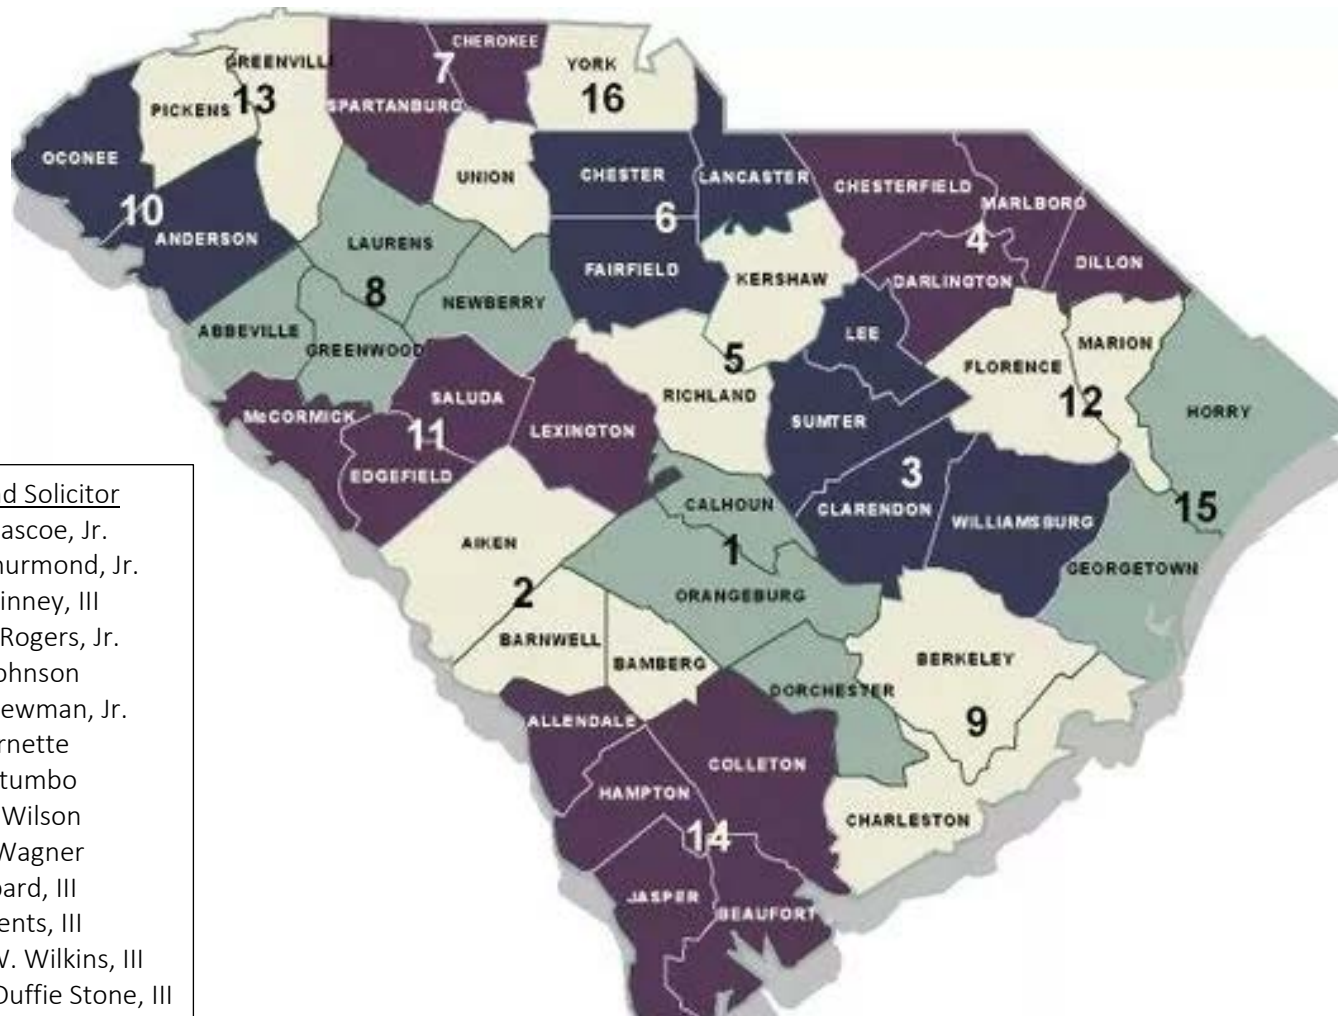 CHEROKEE
GREENVILL
7
YORK
PICKENS
13
SPARTANBURG
16
OCONEE
UNION
CHESTER
LANCASTER
CHESTERFIELD
MARLBORO
10
ANDERSON
6
4
LAURENS
FAIRFIELD
KERSHAW
DARLINGTON
DILLON
8
NEWBERRY
ABBEVILLE
GREENWOOD
LEE
MARION
5
FLORENCE
SALUDA
RICHLAND
12
HORRY
McCORMICK
11
LEXINGTON
SUMTER
EDGEFIELD
3
CALHOUN
CLARENDON
WILLIAMSBURG
15
AIKEN
1
GEORGETOWN
2
ORANGEBURG
BARNWELL
BAMBERG
BERKELEY
DORCHESTER
ALLENDALE
9
COLLETON
HAMPTON
CHARLESTON
14
JASPER
BEAUFORT
nd Solicitor
ascoe, Jr.
hurmond, Jr.
inney, III
Rogers, Jr.
ohnson
ewman, Jr.
rnette
tumbo
Wilson
Wagner
bard, III
ents, III
W. Wilkins, III
Duffie Stone, III